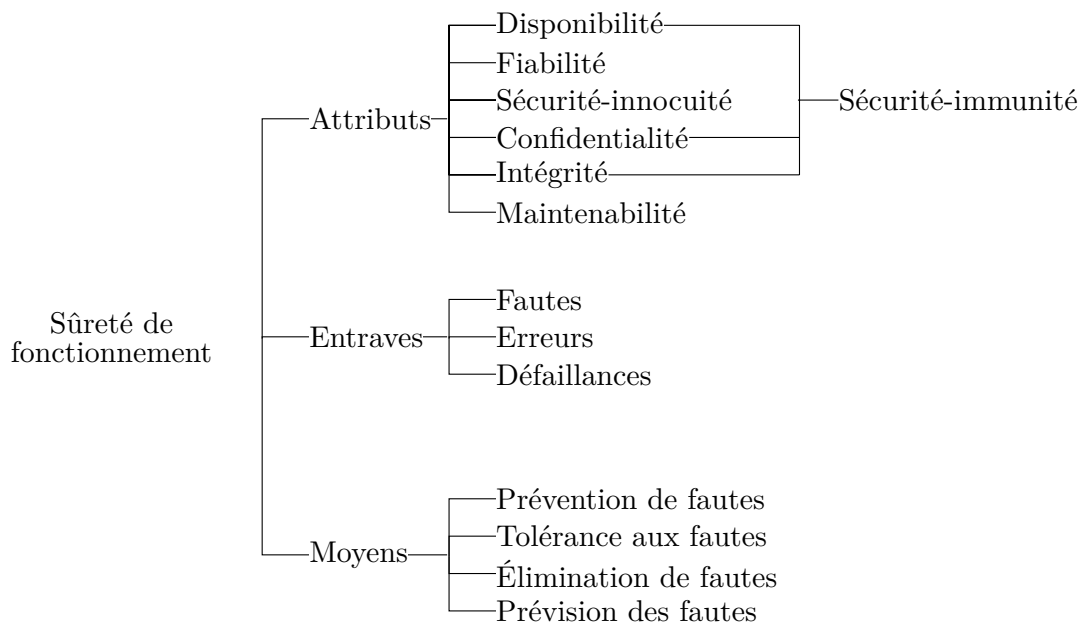 Sûreté de
fonctionnement
Attributs
Disponibilité
Fiabilité
Sécurité-innocuité
Confidentialité
Intégrité
Maintenabilité
Sécurité-immunité
Entraves
Fautes
Erreurs
Défaillances
Moyens
Prévention de fautes
Tolérance aux fautes
Élimination de fautes
Prévision des fautes